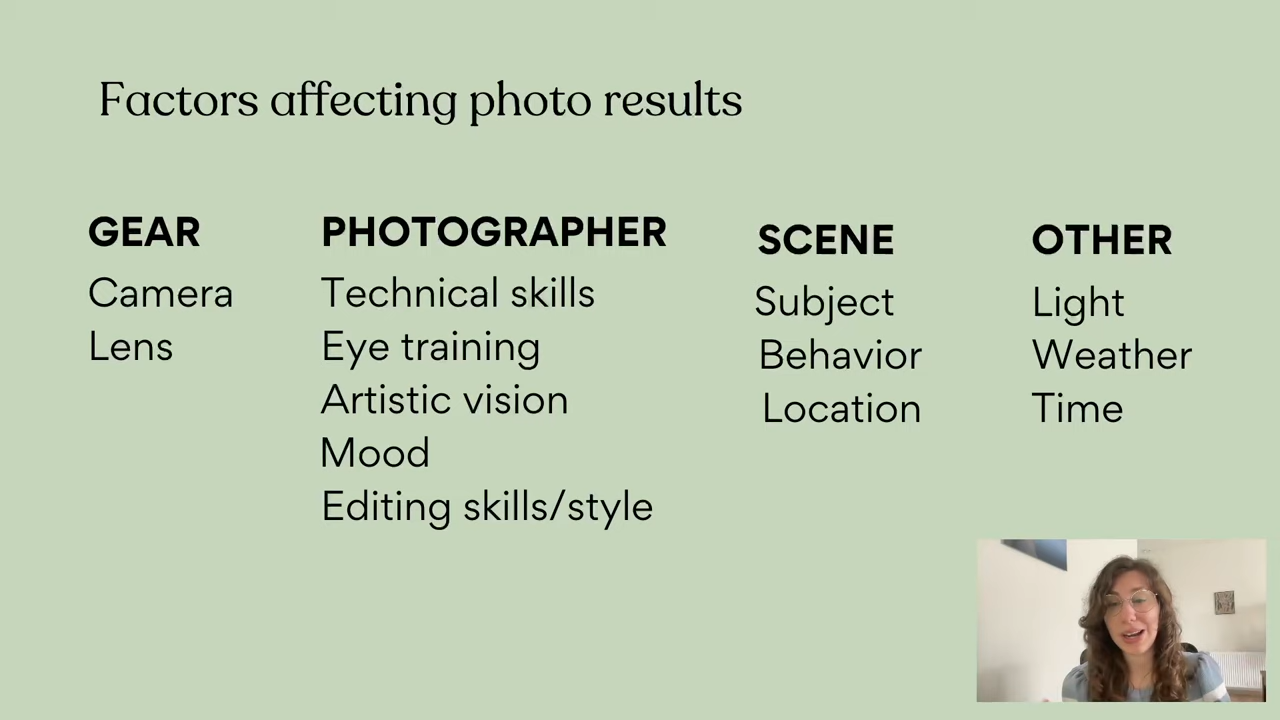 Factors affecting photo results
GEAR
Camera
Lens
PHOTOGRAPHER
Technical skills
Eye training
Artistic vision
Mood
Editing skills/style
SCENE
Subject
Behavior
Location
OTHER
Light
Weather
Time